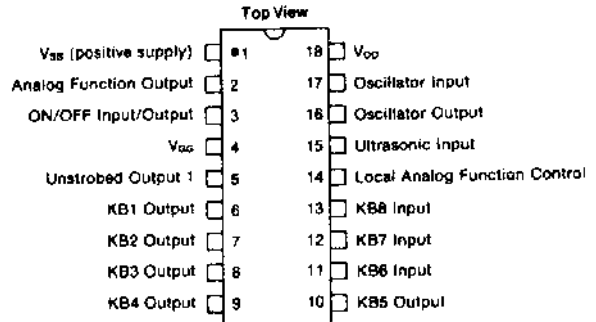 Top View
Vss (positive supply) 1 18 VDD
Analog Function Output 2 17 Oscillator Input
ON/OFF Input/Output 3 16 Oscillator Output
VGG 4 15 Ultrasonic Input
Unstrobed Output 1 5 14 Local Analog Function Control
KB1 Output 6 13 KB8 Input
KB2 Output 7 12 KB7 Input
KB3 Output 8 11 KB6 Input
KB4 Output 9 10 KB5 Output